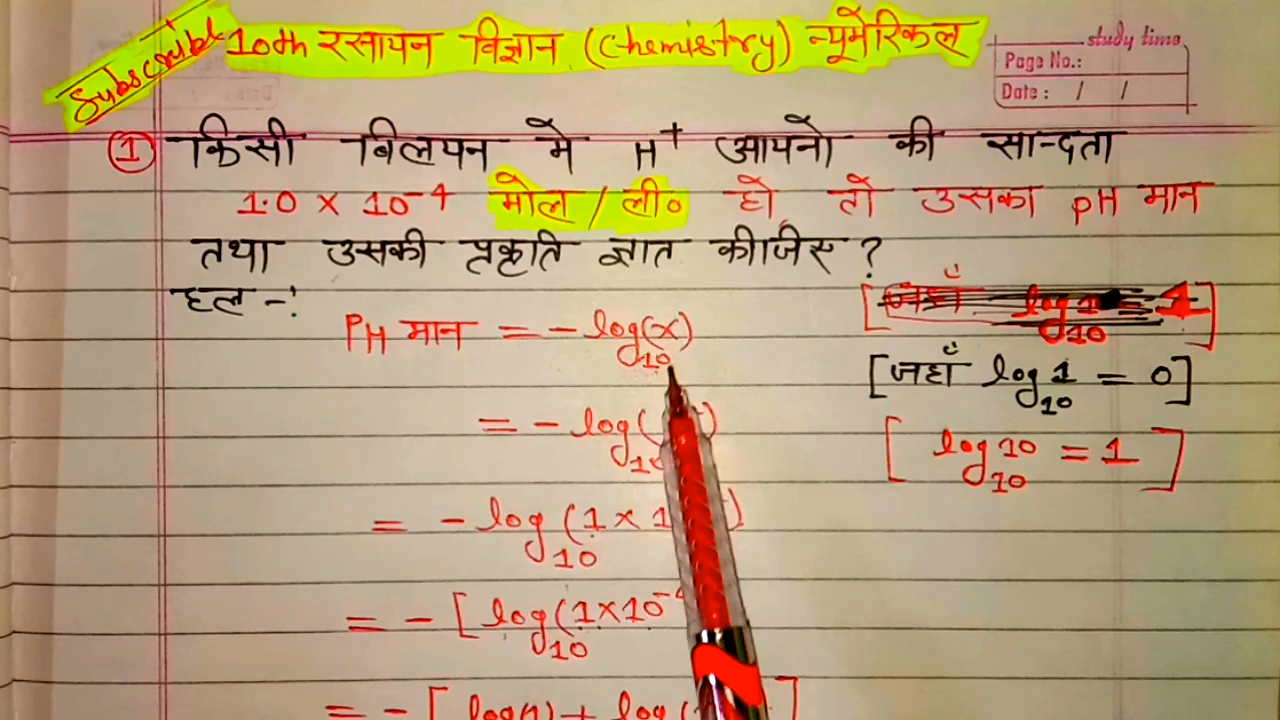 Subscribe 10th रसायन विज्ञान (Chemistry) न्यूमेरिकल
study time
Page No.:
Date : / /
① किसी विलयन मे H⁺ आपनो की सान्दता
1.0 × 10⁻⁴ मोल / ली० हो तो उसका PH मान
तथा उसकी प्रकृति ज्ञात कीजिए ?
हल -:
PH मान = - log₁₀(x)
[जहाँ log₁₀ 1 = 0]
= - log₁₀(
[ log₁₀ 10 = 1 ]
= - log₁₀ (1 × 1 )
= - [ log₁₀ (1×10⁻⁴
= - [ log(1) + log ( ]